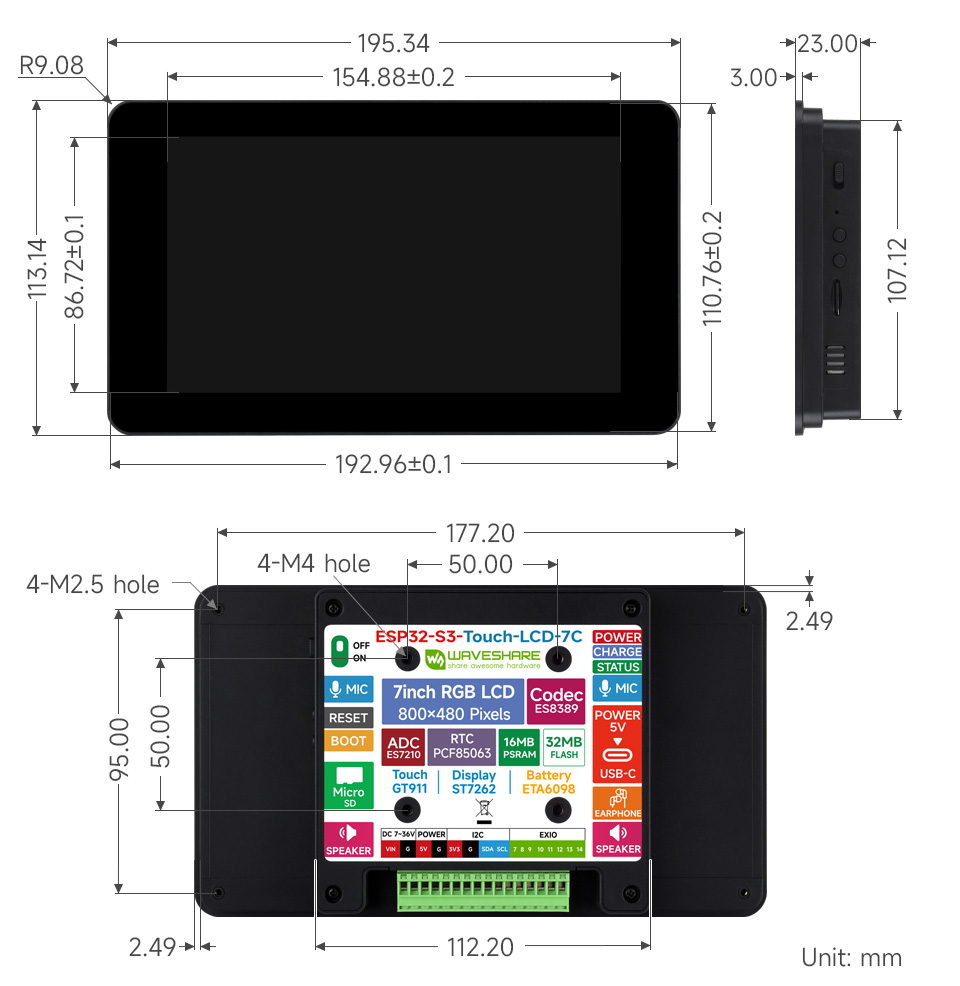 195.34
23.00
R9.08
154.88±0.2
3.00
113.14
86.72±0.1
110.76±0.2
107.12
192.96±0.1
177.20
4-M4 hole
50.00
4-M2.5 hole
2.49
ESP32-S3-Touch-LCD-7C
POWER
OFF
ON
WAVESHARE
share awesome hardware
CHARGE
STATUS
MIC
7inch RGB LCD
800×480 Pixels
Codec
ES8389
MIC
RESET
BOOT
ADC
ES7210
RTC
PCF85063
16MB
PSRAM
32MB
FLASH
POWER
5V
USB-C
95.00
50.00
Touch
GT911
Display
ST7262
Battery
ETA6098
Micro
SD
EARPHONE
DC 7~36V POWER I2C EXIO
VIN G 5V G 3V3 G SDA SCL 7 8 9 10 11 12 13 14
SPEAKER
SPEAKER
2.49
112.20
Unit: mm